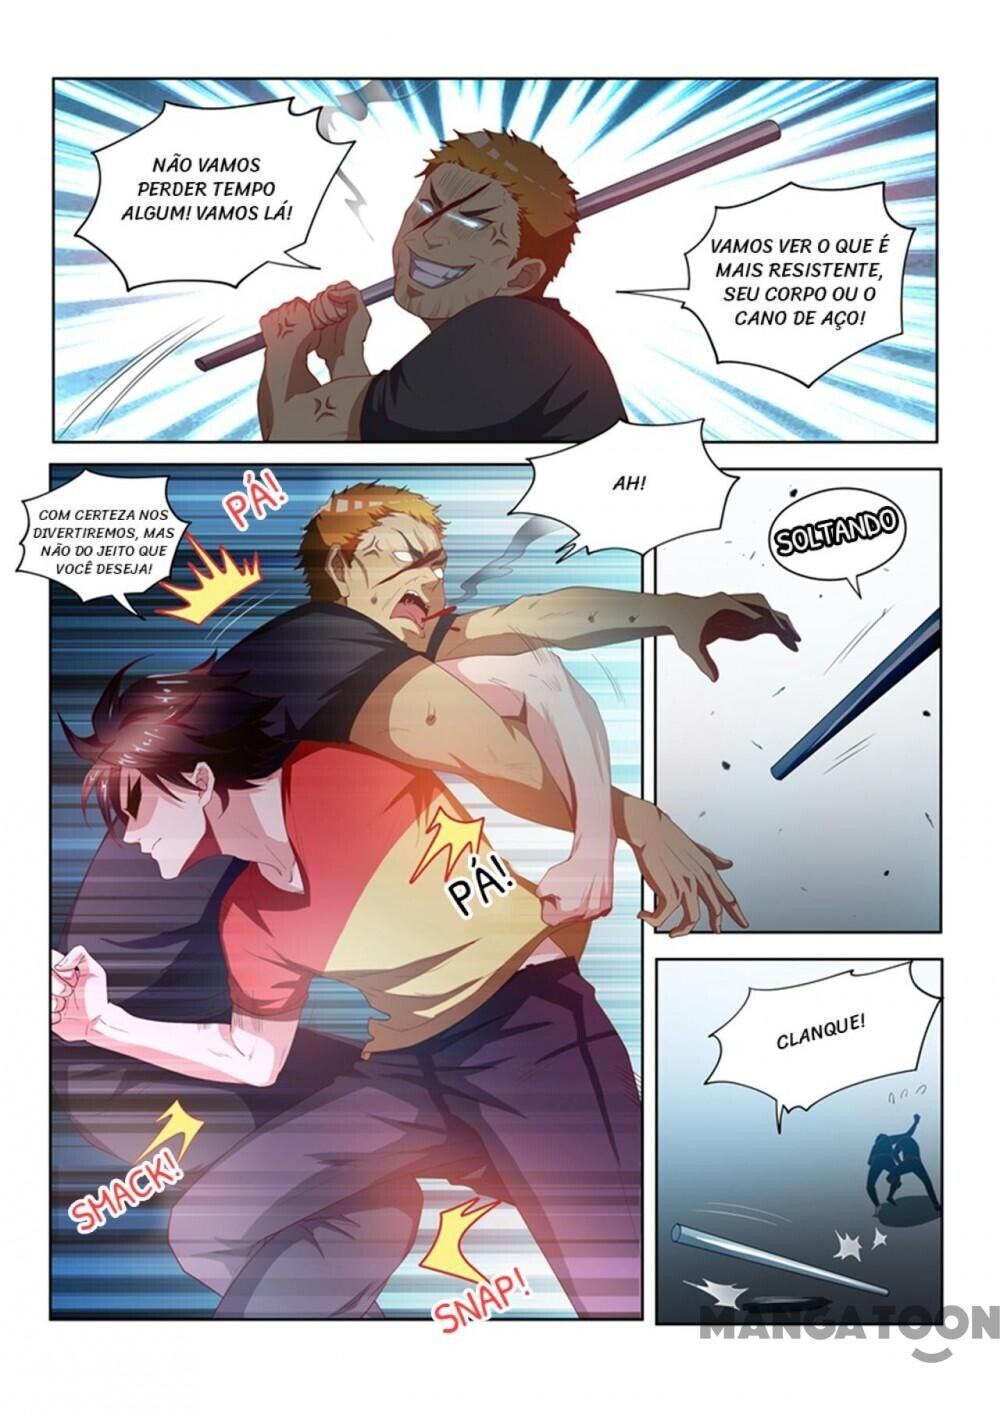 NÃO VAMOS
PERDER TEMPO
ALGUM! VAMOS LÁ!
VAMOS VER O QUE É
MAIS RESISTENTE,
SEU CORPO OU O
CANO DE AÇO!
COM CERTEZA NOS
DIVERTIREMOS, MAS
NÃO DO JEITO QUE
VOCÊ DESEJA!
PÁ!
AH!
SOLTANDO
PÁ!
CLANQUE!
SMACK!
SNAP!
MANGATOON